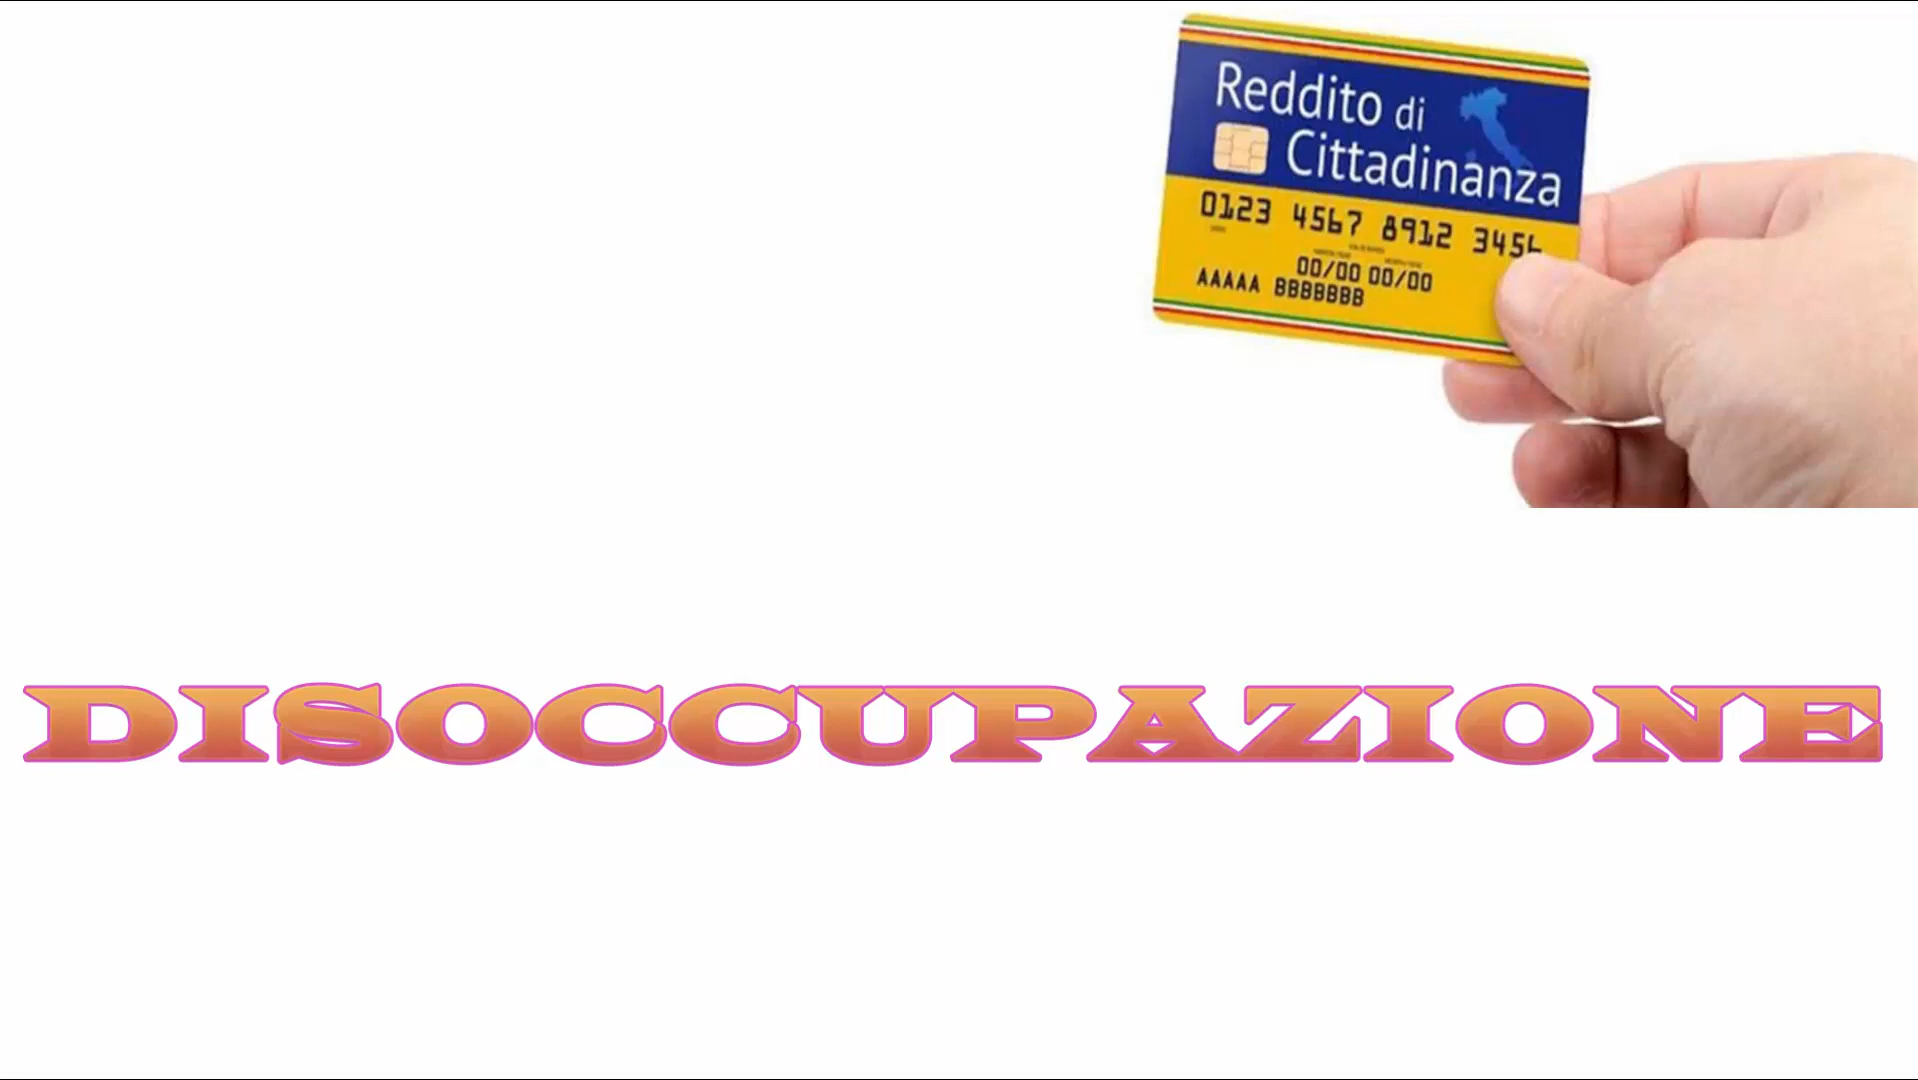 Reddito di
Cittadinanza
0123 4567 8912 3456
00/00 00/00
AAAAA BBBBBBB
DISOCCUPAZIONE